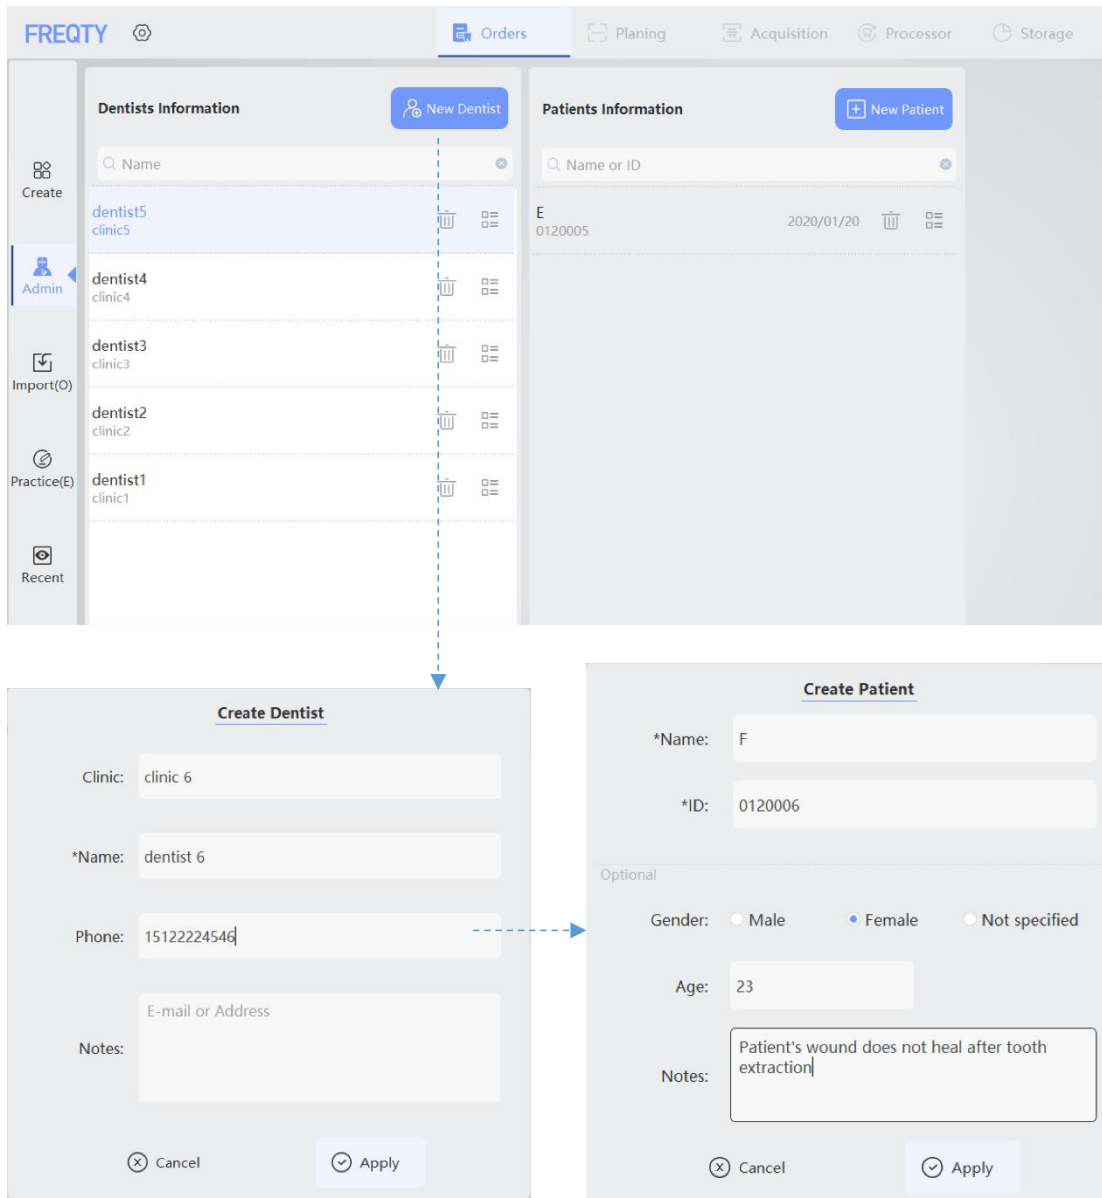 FREQTY
Orders
Planing
Acquisition
Processor
Storage
Create
Admin
Import(O)
Practice(E)
Recent
Dentists Information
New Dentist
Name
dentist5
clinic5
dentist4
clinic4
dentist3
clinic3
dentist2
clinic2
dentist1
clinic1
Patients Information
New Patient
Name or ID
E
0120005
2020/01/20
Create Dentist
Clinic: clinic 6
*Name: dentist 6
Phone: 15122224546
Notes: E-mail or Address
Cancel
Apply
Create Patient
*Name: F
*ID: 0120006
Optional
Gender: Male Female Not specified
Age: 23
Notes: Patient's wound does not heal after tooth
extraction
Cancel
Apply